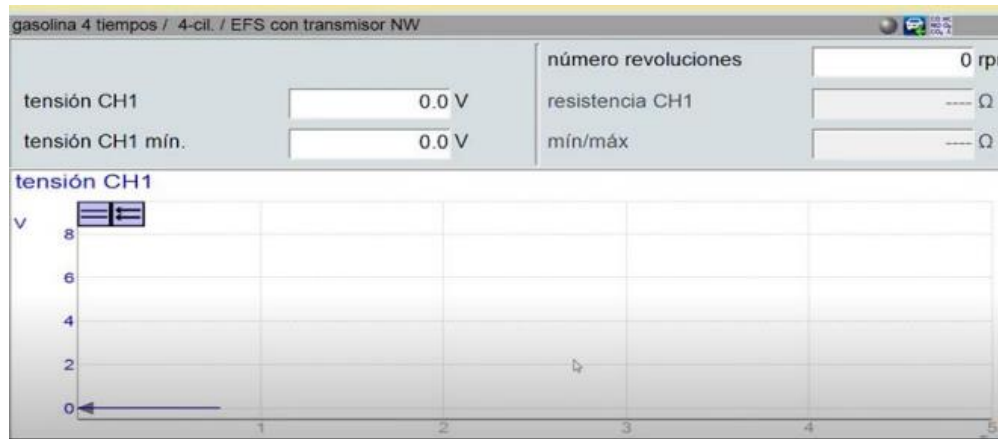 gasolina 4 tiempos / 4-cil. / EFS con transmisor NW
número revoluciones 0 rp
tensión CH1 0.0 V resistencia CH1 ---- Ω
tensión CH1 mín. 0.0 V mín/máx ---- Ω
tensión CH1
V
8
6
4
2
0
1 2 3 4 5